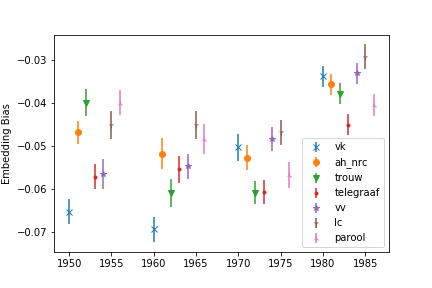 Embedding Bias
−0.03
−0.04
−0.05
−0.06
−0.07
1950 1955 1960 1965 1970 1975 1980 1985
vk
ah_nrc
trouw
telegraaf
vv
lc
parool